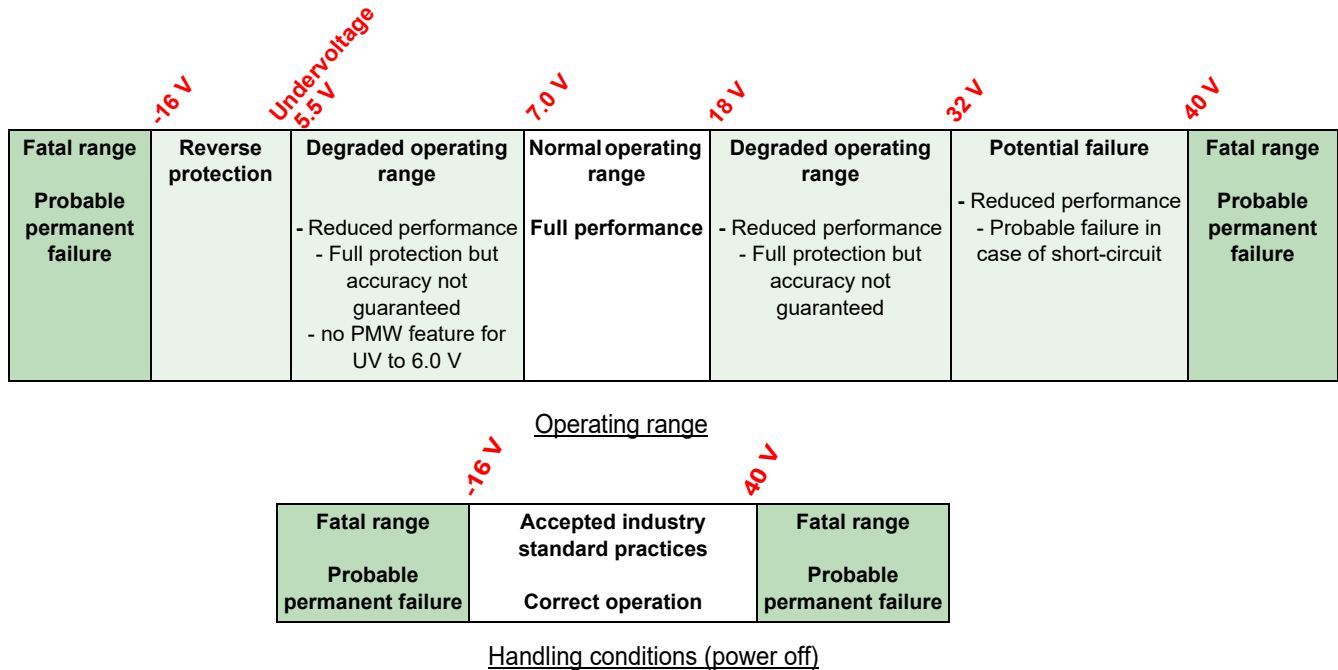 -16 V
Undervoltage
5.5 V
7.0 V
18 V
32 V
40 V
Fatal range
Probable
permanent
failure
Reverse
protection
Degraded operating
range
- Reduced performance
- Full protection but
accuracy not
guaranteed
- no PMW feature for
UV to 6.0 V
Normal operating
range
Full performance
Degraded operating
range
- Reduced performance
- Full protection but
accuracy not
guaranteed
Potential failure
- Reduced performance
- Probable failure in
case of short-circuit
Fatal range
Probable
permanent
failure
Operating range
-16 V
40 V
Fatal range
Probable
permanent failure
Accepted industry
standard practices
Correct operation
Fatal range
Probable
permanent failure
Handling conditions (power off)